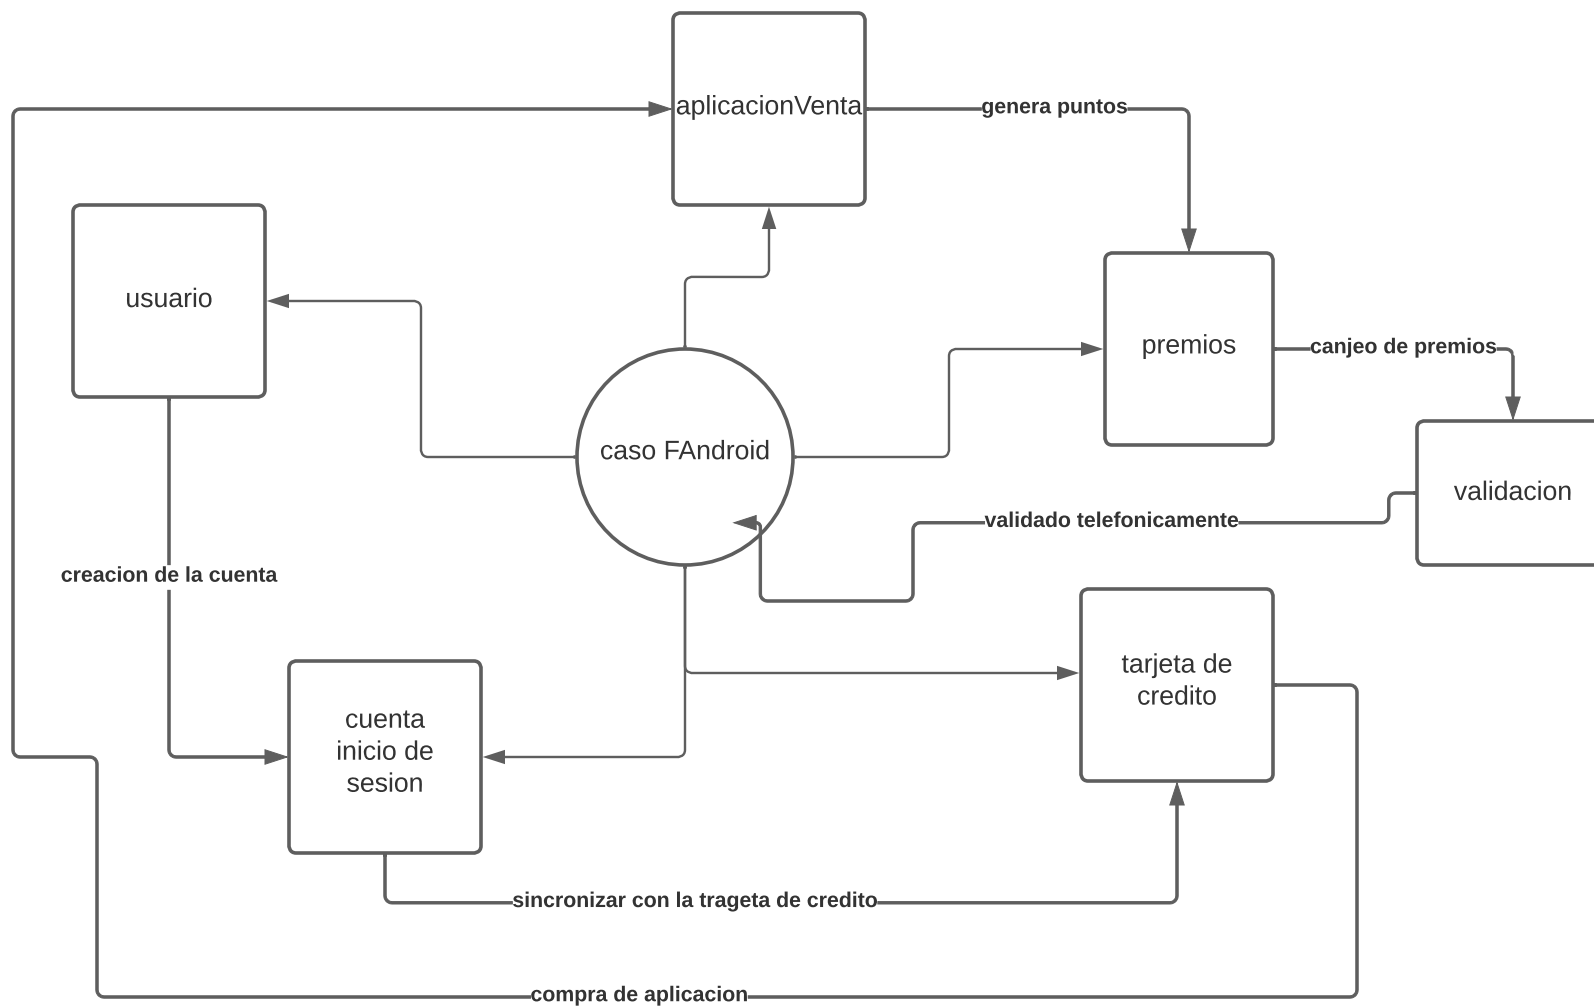 aplicacionVenta
genera puntos
usuario
premios
canjeo de premios
caso FAndroid
validacion
validado telefonicamente
creacion de la cuenta
tarjeta de
credito
cuenta
inicio de
sesion
sincronizar con la trageta de credito
compra de aplicacion